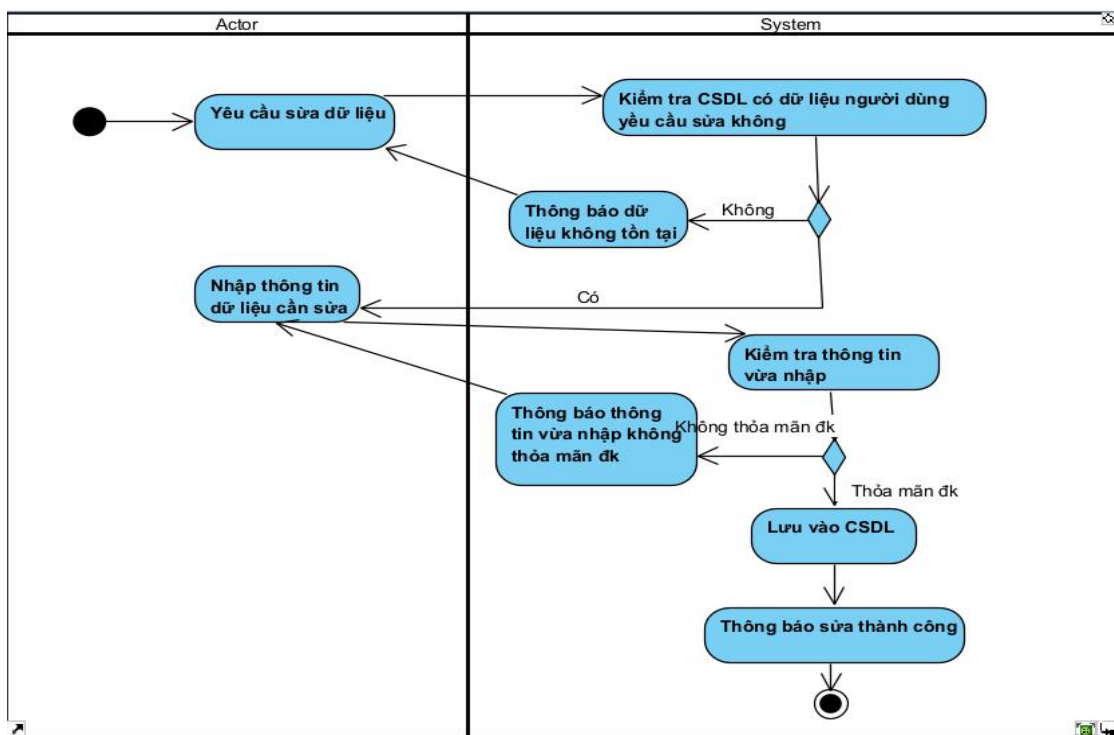 Actor
System
Yêu cầu sừa dữ liệu
Kiểm tra CSDL có dữ liệu người dùng
yều cầu sửa không
Thông báo dữ
liệu không tồn tại
Không
Nhập thông tin
dữ liệu cần sửa
Có
Kiểm tra thông tin
vừa nhập
Thông báo thông
tin vừa nhập không
thỏa mãn đk
Không thỏa mãn đk
Thỏa mãn đk
Lưu vào CSDL
Thông báo sửa thành công